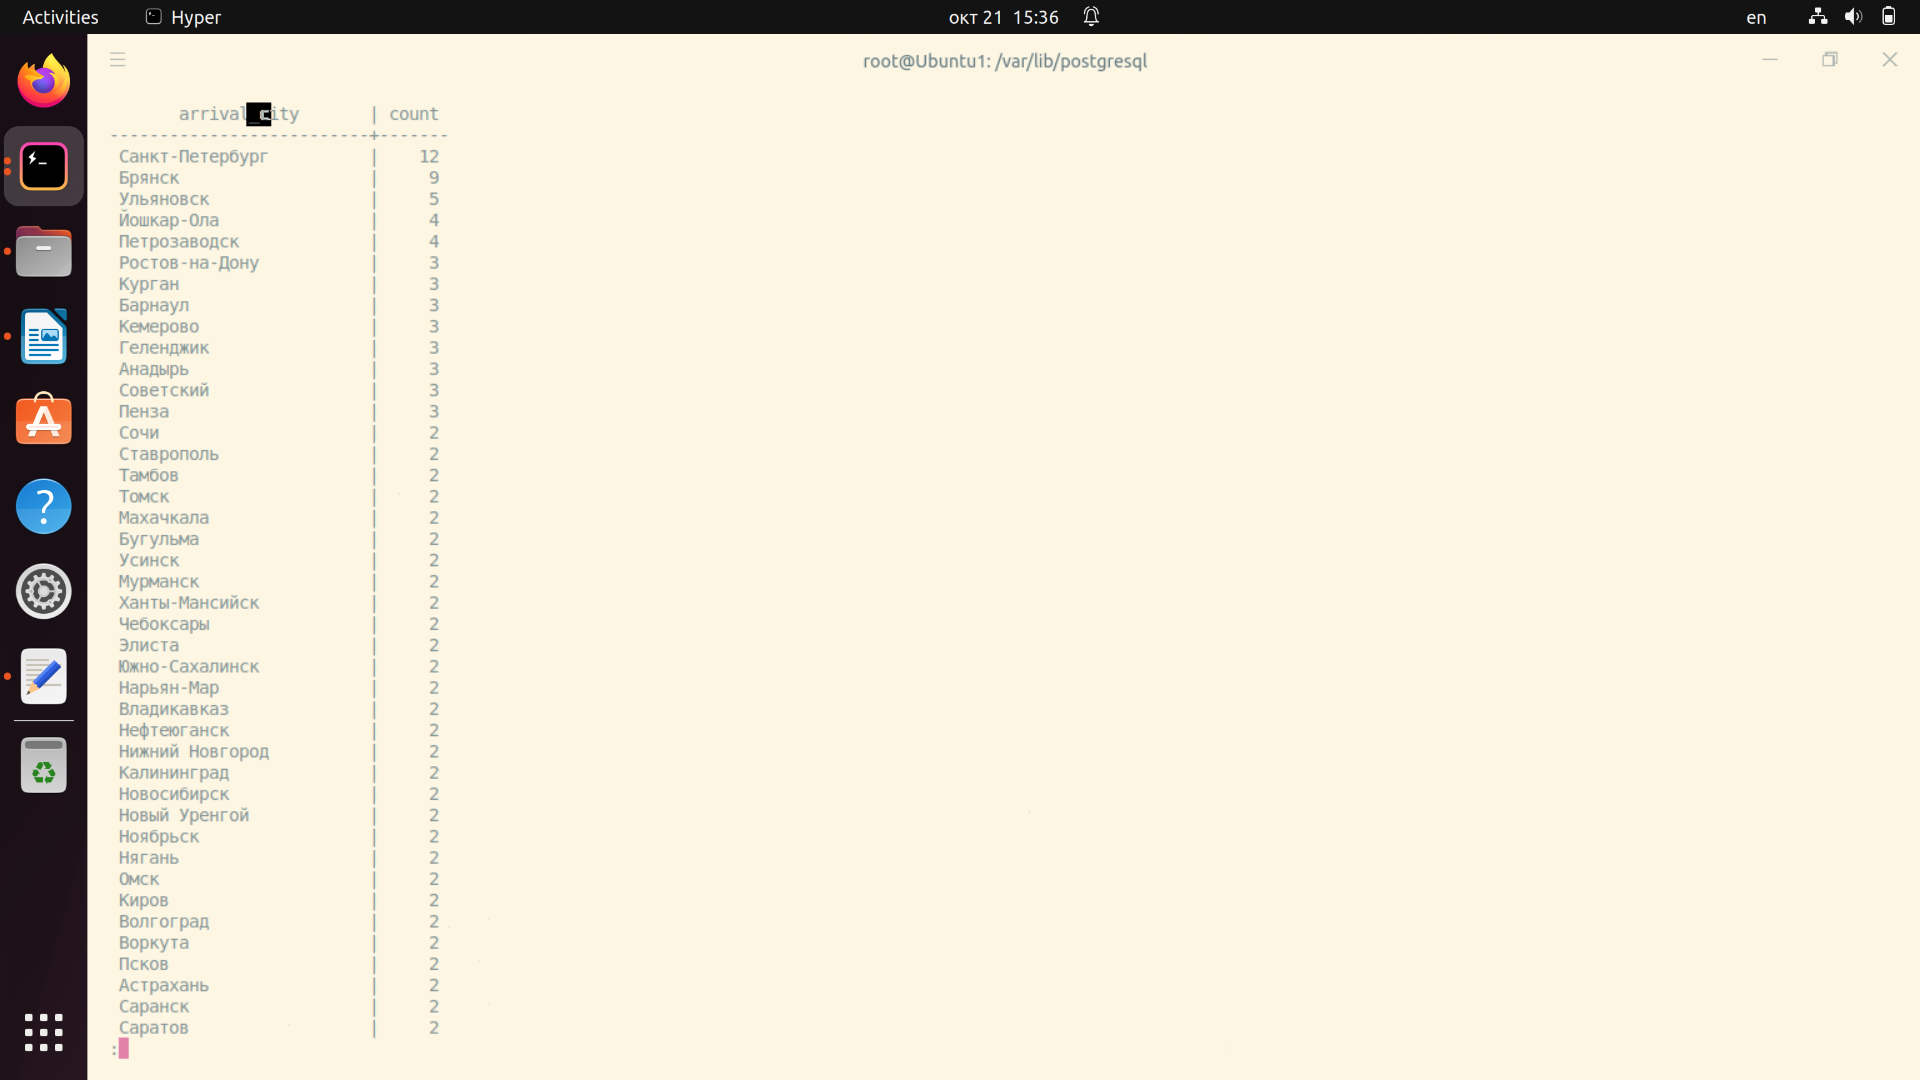 Activities Hyper окт 21 15:36 en
root@Ubuntu1: /var/lib/postgresql
arrival_city | count
--------------------------+-------
Санкт-Петербург | 12
Брянск | 9
Ульяновск | 5
Йошкар-Ола | 4
Петрозаводск | 4
Ростов-на-Дону | 3
Курган | 3
Барнаул | 3
Кемерово | 3
Геленджик | 3
Анадырь | 3
Советский | 3
Пенза | 3
Сочи | 2
Ставрополь | 2
Тамбов | 2
Томск | 2
Махачкала | 2
Бугульма | 2
Усинск | 2
Мурманск | 2
Ханты-Мансийск | 2
Чебоксары | 2
Элиста | 2
Южно-Сахалинск | 2
Нарьян-Мар | 2
Владикавказ | 2
Нефтеюганск | 2
Нижний Новгород | 2
Калининград | 2
Новосибирск | 2
Новый Уренгой | 2
Ноябрьск | 2
Нягань | 2
Омск | 2
Киров | 2
Волгоград | 2
Воркута | 2
Псков | 2
Астрахань | 2
Саранск | 2
Саратов | 2
: